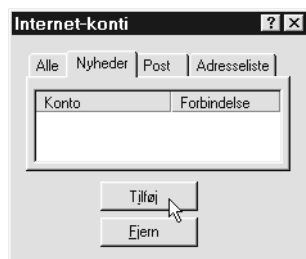 Internet-konti
Alle Nyheder Post Adresseliste
Konto Forbindelse
Tilføj
Fjern